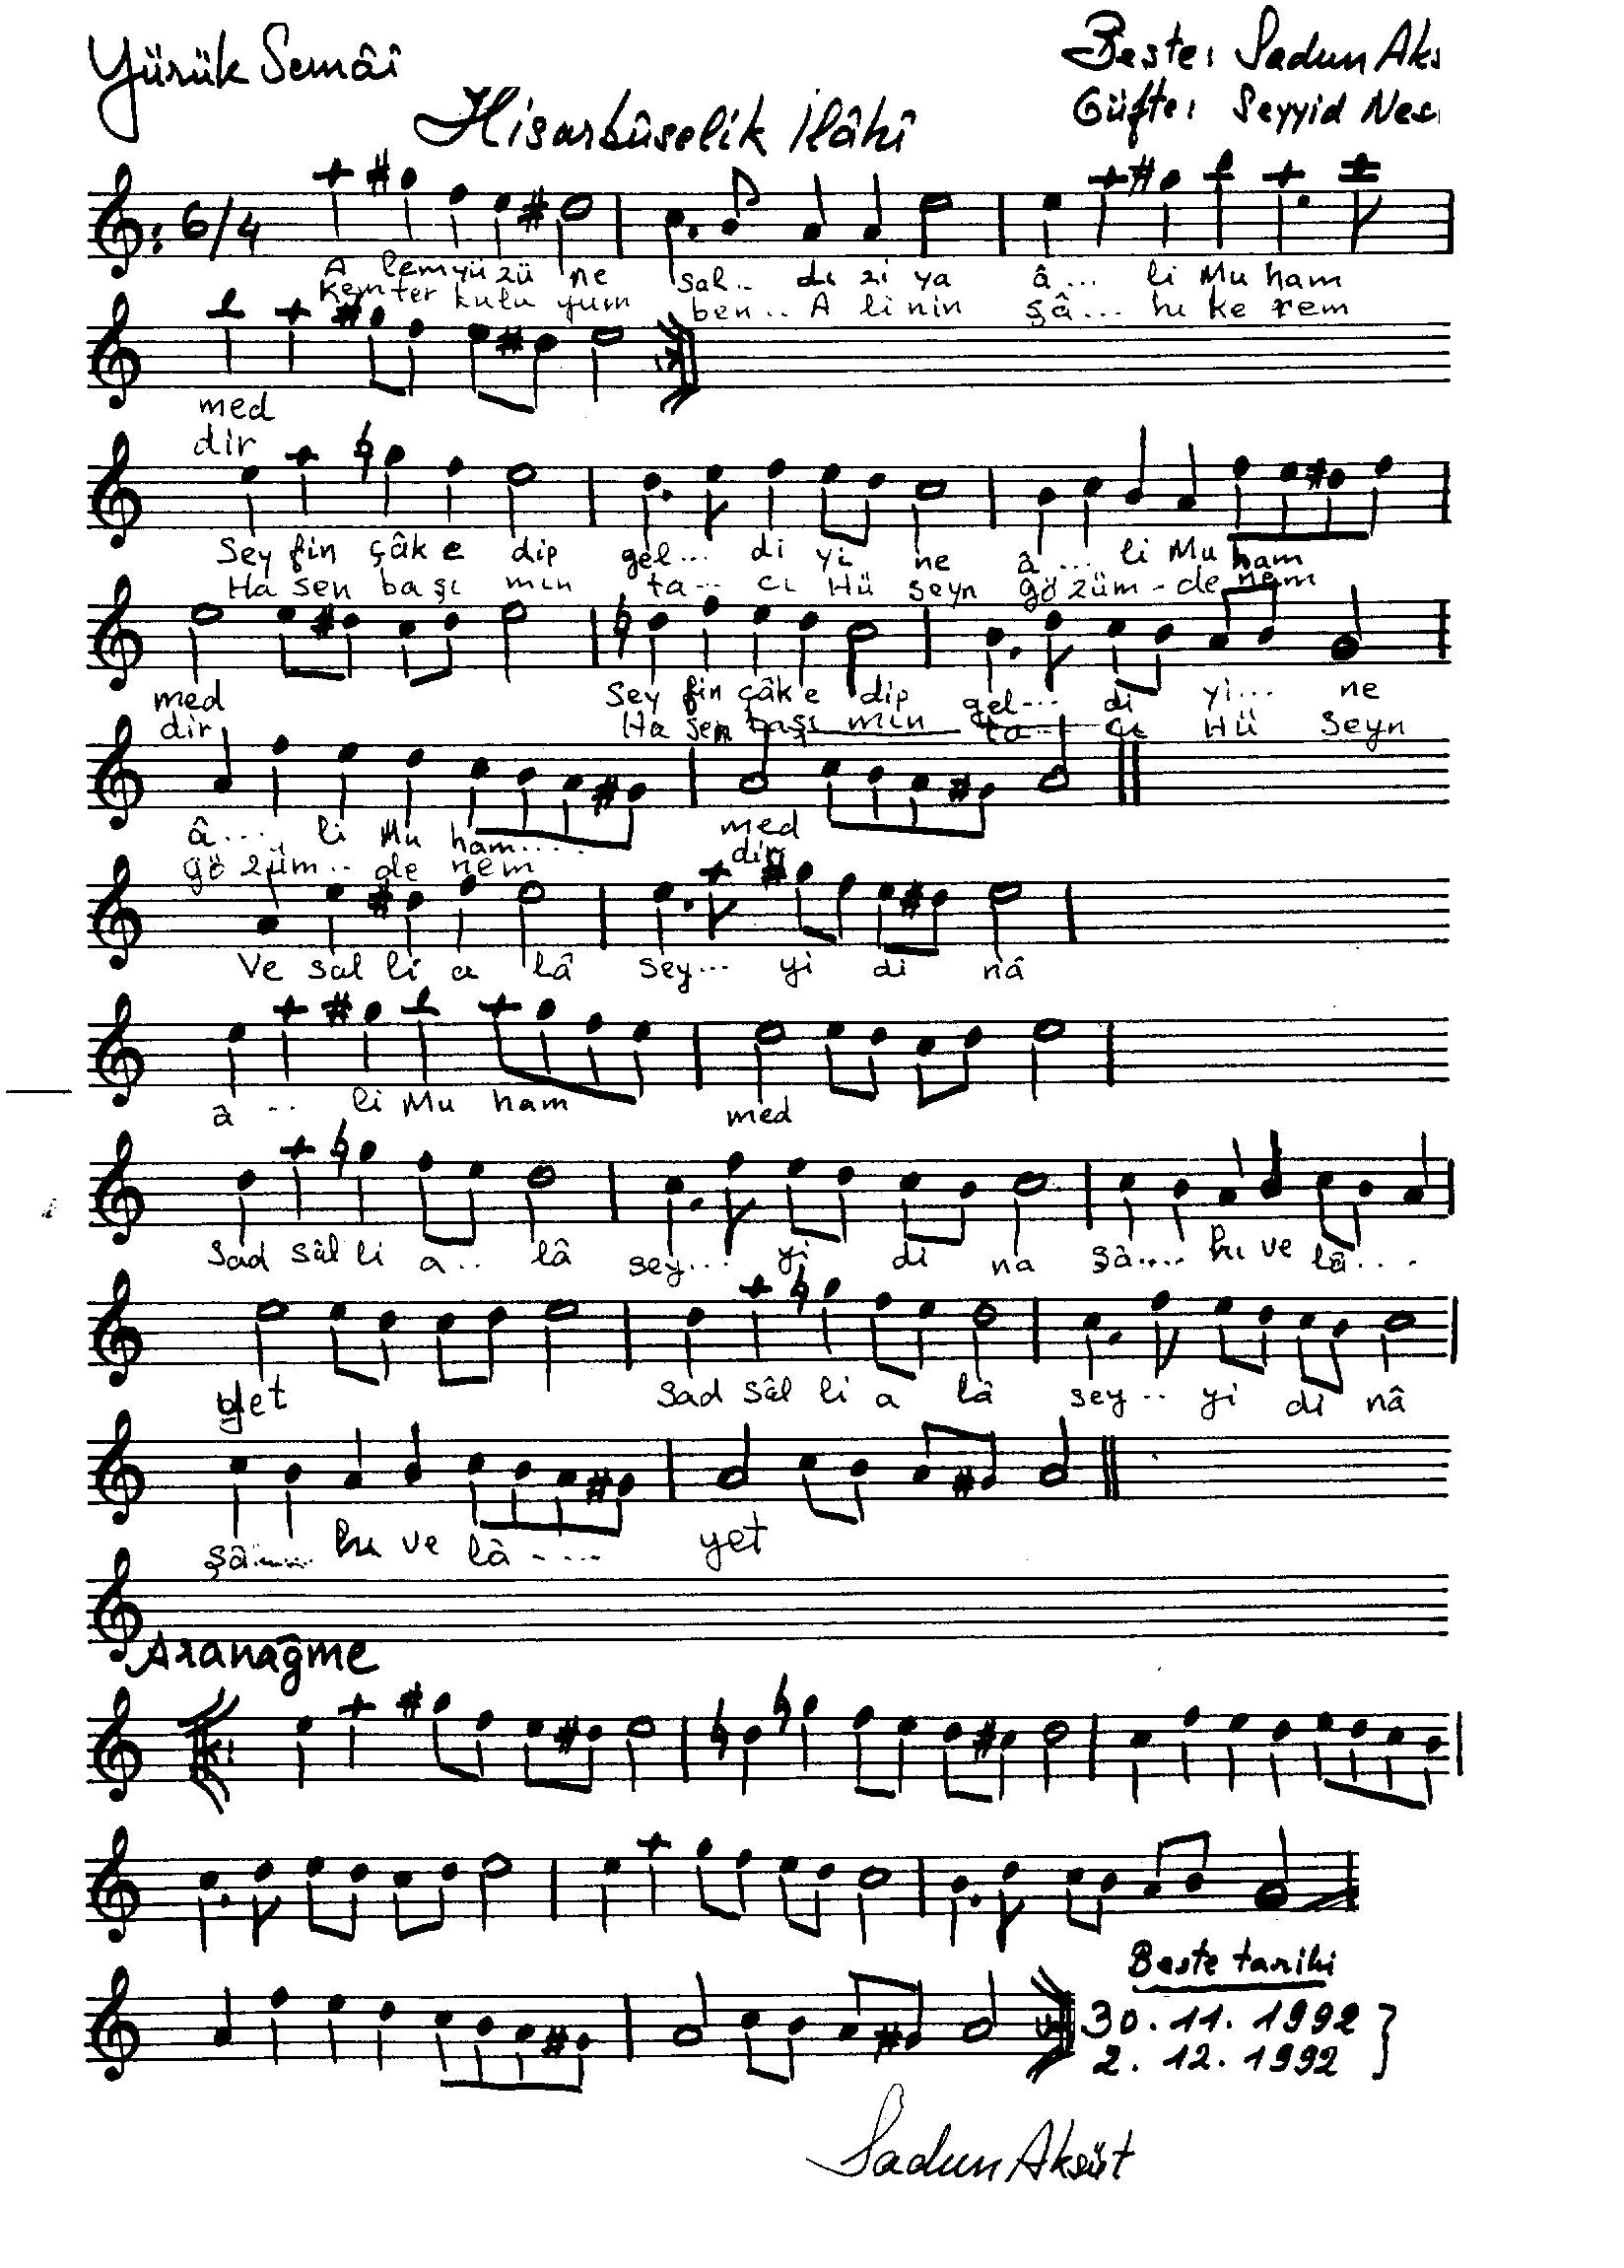 Yürük Semâî
Beste: Sadun Aks
Güfte: Seyyid Nes
Hisarbûselik İlâhî
6/4
A lem yü zü ne sal.. dı zi ya â... li Mu ham
Kem ter kulu yum ben.. A li nin şâ... hı ke rem
med
dir
Sey fin çâk e dip gel... di yi ne â... li Mu ham
Ha sen ba şı mın ta... cı Hü seyn gö züm - de nem
med Sey fin çâk e dip gel... di yi... ne
dir Ha sen başı mın ta... cı Hü seyn
â.... li Mu ham..... med
gö züm.. de nem dir
Ve sal li a lâ sey... yi di nâ
a .. li Mu ham med
Sad sâl li a.. lâ sey... yi di na şâ.... hı ve lâ....
yet Sad sâl li a lâ sey.. yi di nâ
şâ...... hı ve lâ.... yet
Aranağme
Beste tarihi
30.11.1992
2.12.1992
Sadun Aksüt